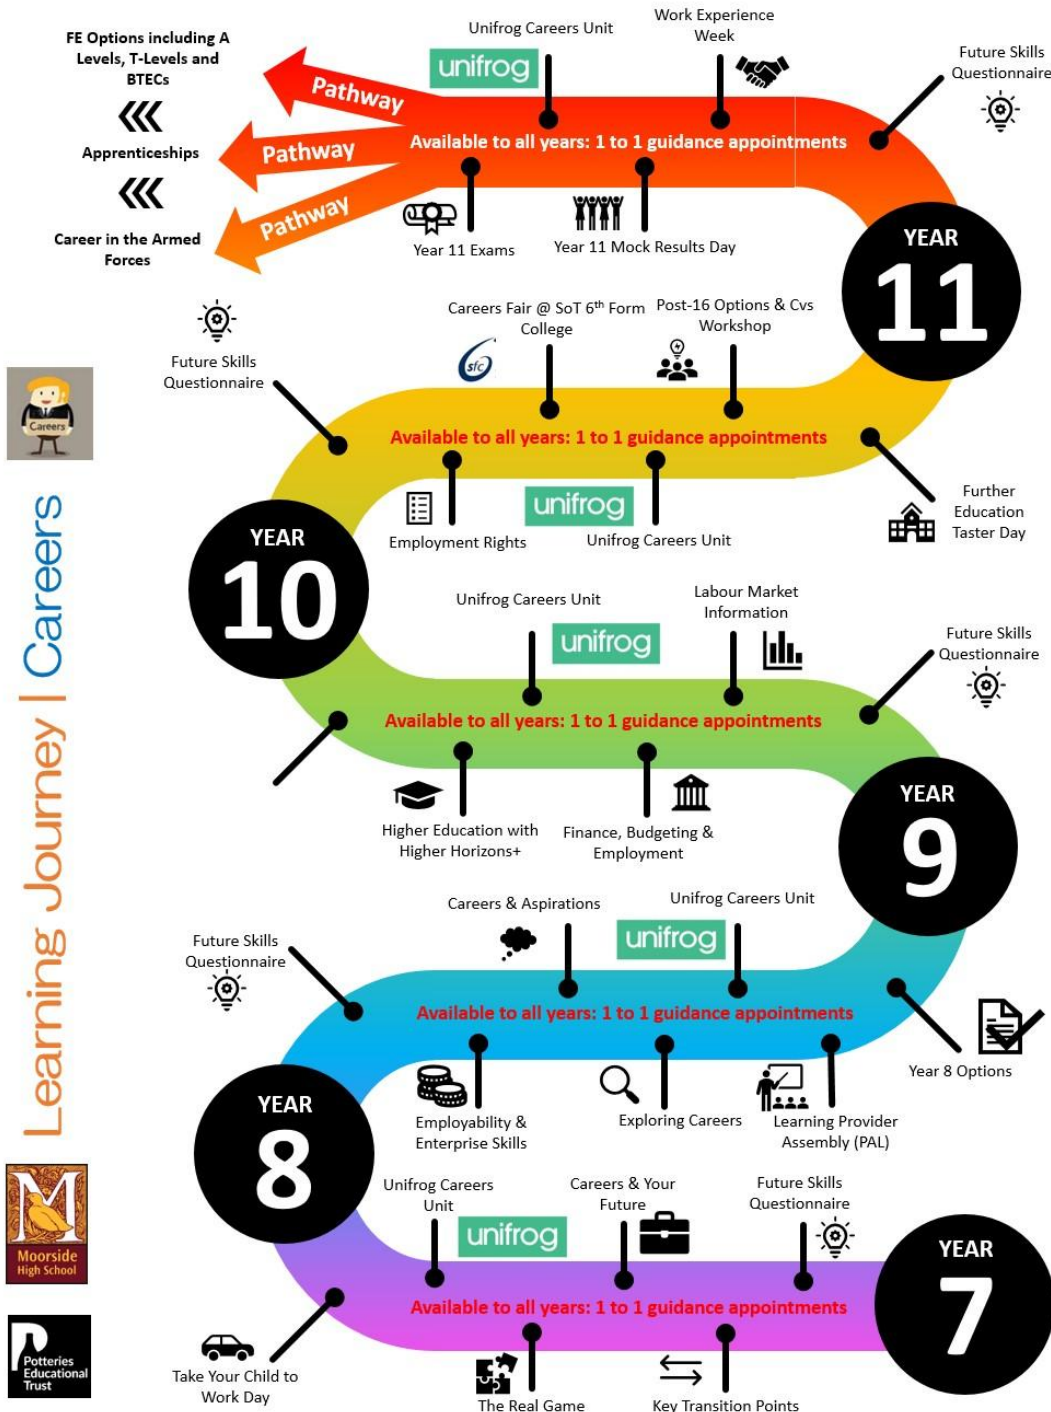 FE Options including A
Levels, T-Levels and
BTECs
Apprenticeships
Career in the Armed
Forces
Pathway
Pathway
Pathway
Unifrog Careers Unit
unifrog
Work Experience
Week
Future Skills
Questionnaire
Available to all years: 1 to 1 guidance appointments
Year 11 Exams
Year 11 Mock Results Day
YEAR
11
Future Skills
Questionnaire
Careers Fair @ SoT 6th Form
College
sfc
Post-16 Options & Cvs
Workshop
Available to all years: 1 to 1 guidance appointments
Employment Rights
unifrog
Unifrog Careers Unit
Further
Education
Taster Day
YEAR
10
Unifrog Careers Unit
unifrog
Labour Market
Information
Future Skills
Questionnaire
Available to all years: 1 to 1 guidance appointments
Higher Education with
Higher Horizons+
Finance, Budgeting &
Employment
YEAR
9
Future Skills
Questionnaire
Careers & Aspirations
Unifrog Careers Unit
unifrog
Available to all years: 1 to 1 guidance appointments
Employability &
Enterprise Skills
Exploring Careers
Learning Provider
Assembly (PAL)
Year 8 Options
YEAR
8
Unifrog Careers
Unit
unifrog
Careers & Your
Future
Future Skills
Questionnaire
Available to all years: 1 to 1 guidance appointments
Take Your Child to
Work Day
The Real Game
Key Transition Points
YEAR
7
Careers
Learning Journey | Careers
M
Moorside
High School
P
Potteries
Educational
Trust